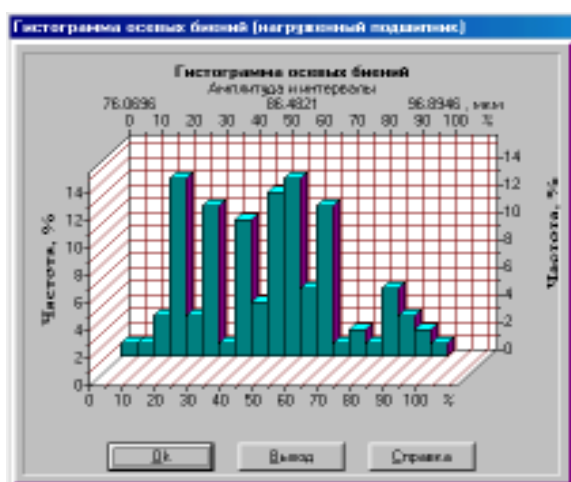 Гистограмма осевых биений (нагруженный подшипник)
Гистограмма осевых биений
Амплитуда и интервалы
76.0696 86.4821 96.8946 , мкм
0 10 20 30 40 50 60 70 80 90 100 %
Частота, %
14
12
10
8
6
4
2
0
14
12
10
8
6
4
2
0
Частота, %
0 10 20 30 40 50 60 70 80 90 100 %
Ok Вывод Справка